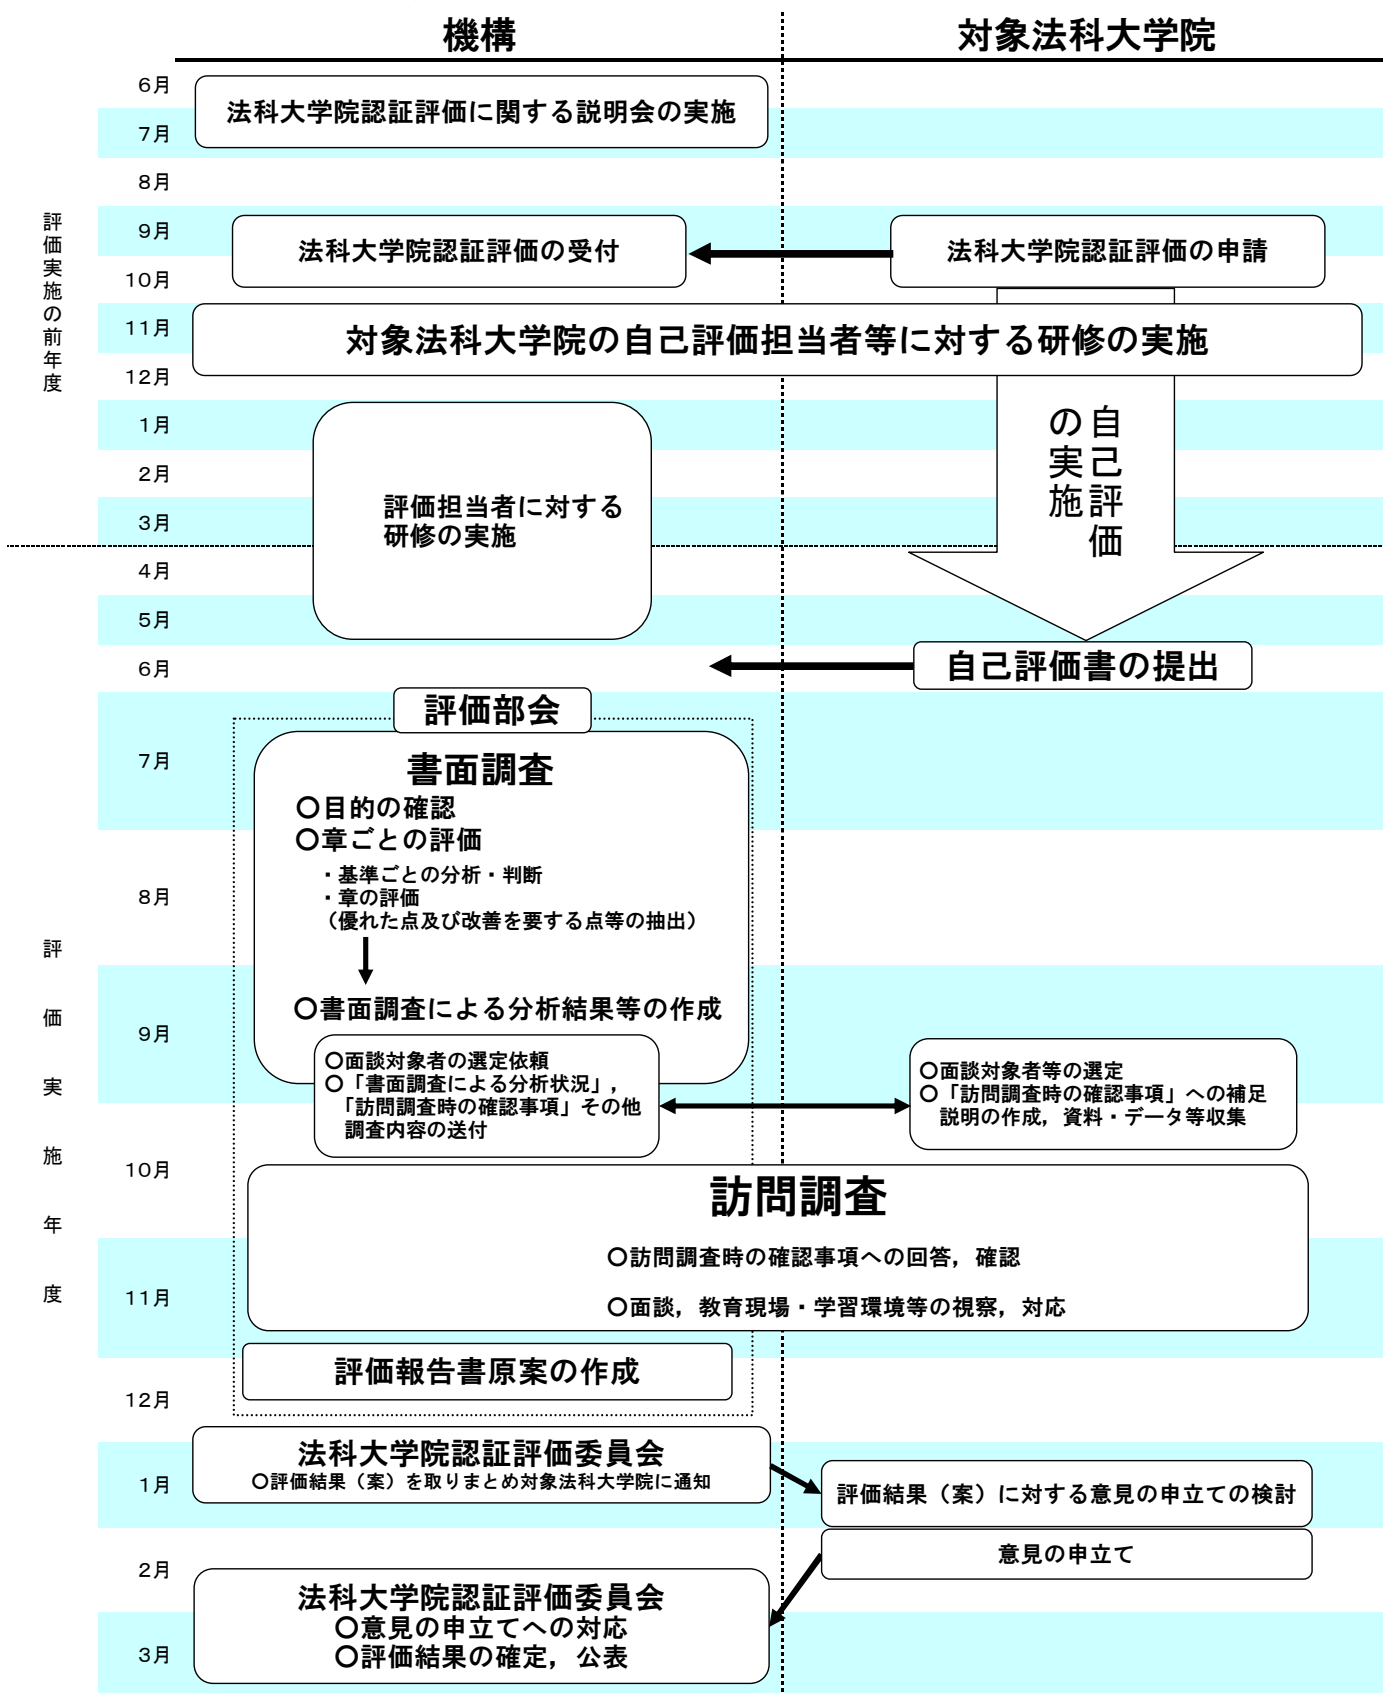 機構
対象法科大学院
評価実施の前年度
6月
法科大学院認証評価に関する説明会の実施
7月
8月
9月
法科大学院認証評価の受付
法科大学院認証評価の申請
10月
11月
対象法科大学院の自己評価担当者等に対する研修の実施
12月
1月
自己評価
の実施
2月
評価担当者に対する
研修の実施
3月
4月
5月
6月
自己評価書の提出
評価実施年度
評価部会
7月
書面調査
〇目的の確認
〇章ごとの評価
・基準ごとの分析・判断
・章の評価
（優れた点及び改善を要する点等の抽出）
8月
〇書面調査による分析結果等の作成
9月
〇面談対象者の選定依頼
〇「書面調査による分析状況」，
「訪問調査時の確認事項」その他
調査内容の送付
〇面談対象者等の選定
〇「訪問調査時の確認事項」への補足
説明の作成，資料・データ等収集
10月
訪問調査
〇訪問調査時の確認事項への回答，確認
11月
〇面談，教育現場・学習環境等の視察，対応
評価報告書原案の作成
12月
法科大学院認証評価委員会
〇評価結果（案）を取りまとめ対象法科大学院に通知
1月
評価結果（案）に対する意見の申立ての検討
意見の申立て
2月
法科大学院認証評価委員会
〇意見の申立てへの対応
〇評価結果の確定，公表
3月